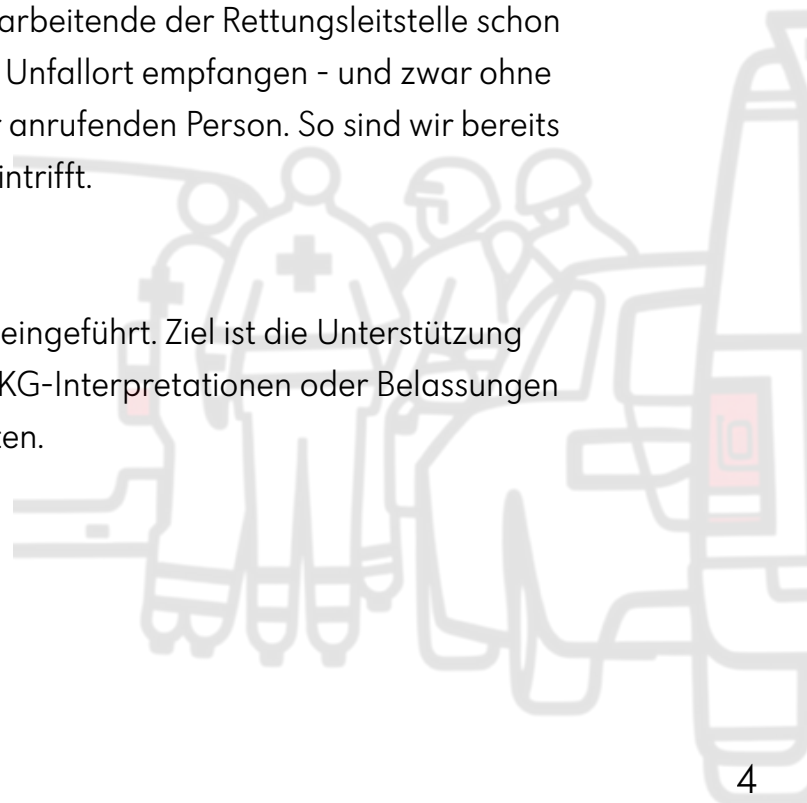 arbeitende der Rettungsleitstelle schon
Unfallort empfangen - und zwar ohne
anrufenden Person. So sind wir bereits
intrifft.
eingeführt. Ziel ist die Unterstützung
KG-Interpretationen oder Belassungen
en.
4